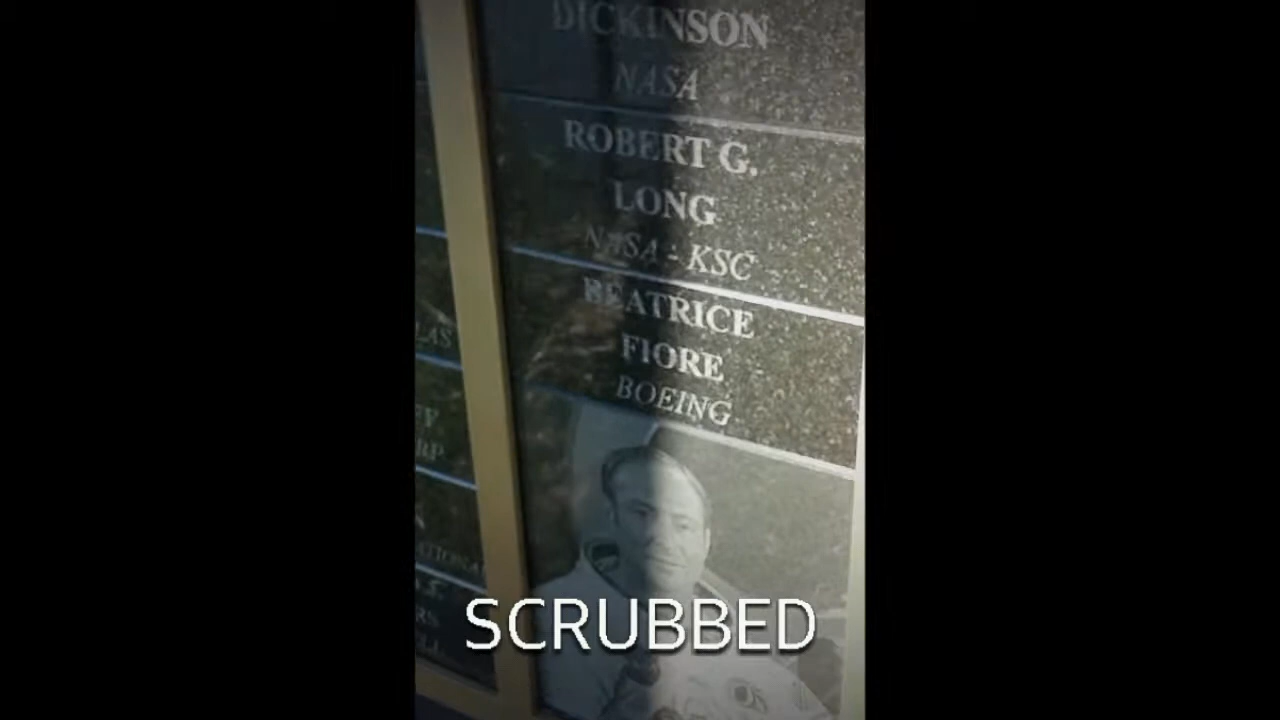 DICKINSON
NASA
ROBERT G.
LONG
NASA - KSC
BEATRICE
FIORE
BOEING
SCRUBBED